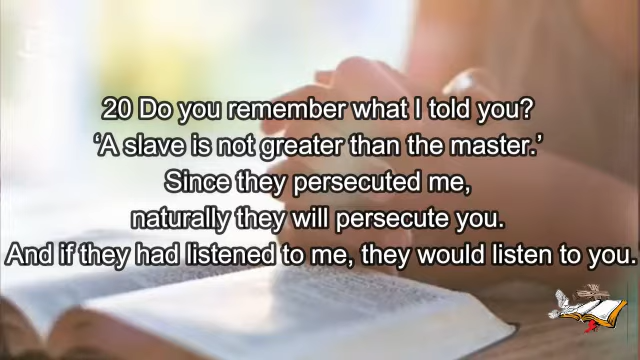 20 Do you remember what I told you?
‘A slave is not greater than the master.’
Since they persecuted me,
naturally they will persecute you.
And if they had listened to me, they would listen to you.